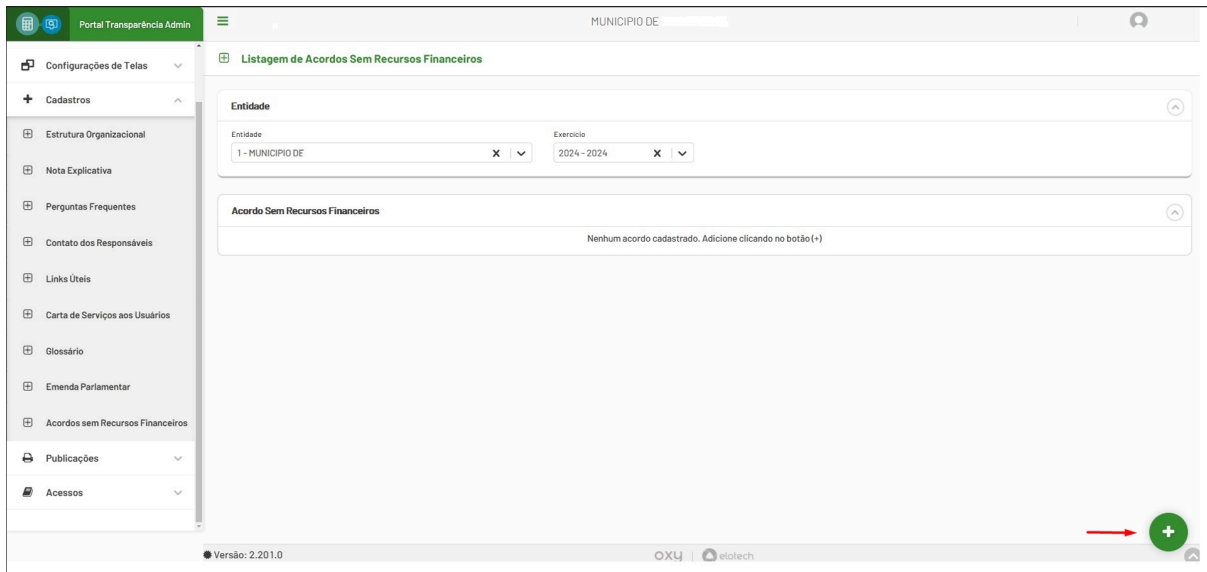 Portal Transparência Admin
MUNICIPIO DE
Configurações de Telas
Cadastros
Estrutura Organizacional
Nota Explicativa
Perguntas Frequentes
Contato dos Responsáveis
Links Úteis
Carta de Serviços aos Usuários
Glossário
Emenda Parlamentar
Acordos sem Recursos Financeiros
Publicações
Acessos
Listagem de Acordos Sem Recursos Financeiros
Entidade
Entidade
Exercício
1 - MUNICIPIO DE
2024 - 2024
Acordo Sem Recursos Financeiros
Nenhum acordo cadastrado. Adicione clicando no botão (+)
Versão: 2.201.0
oxy | elotech